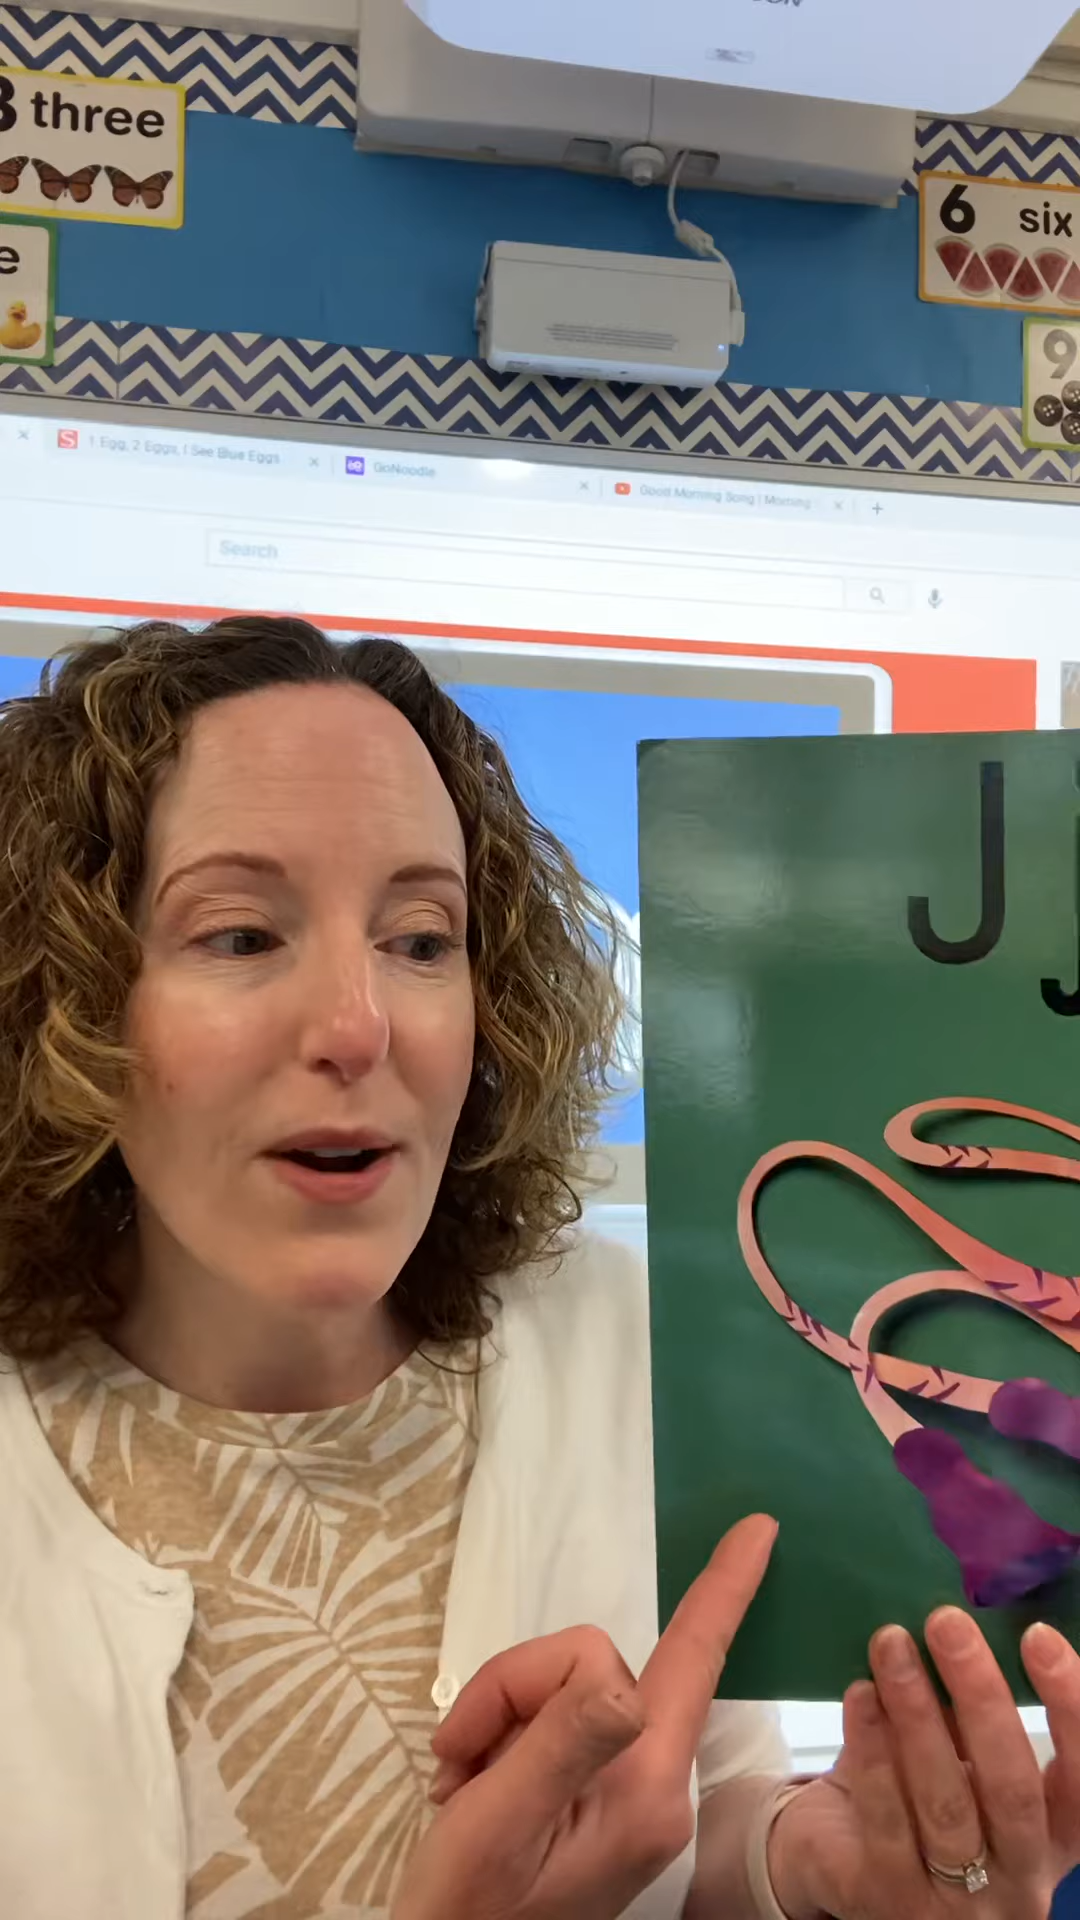 3 three
6 six
e
9
1 Egg, 2 Eggs, I See Blue Eggs
GoNoodle
Good Morning Song | Morning
Search
J j